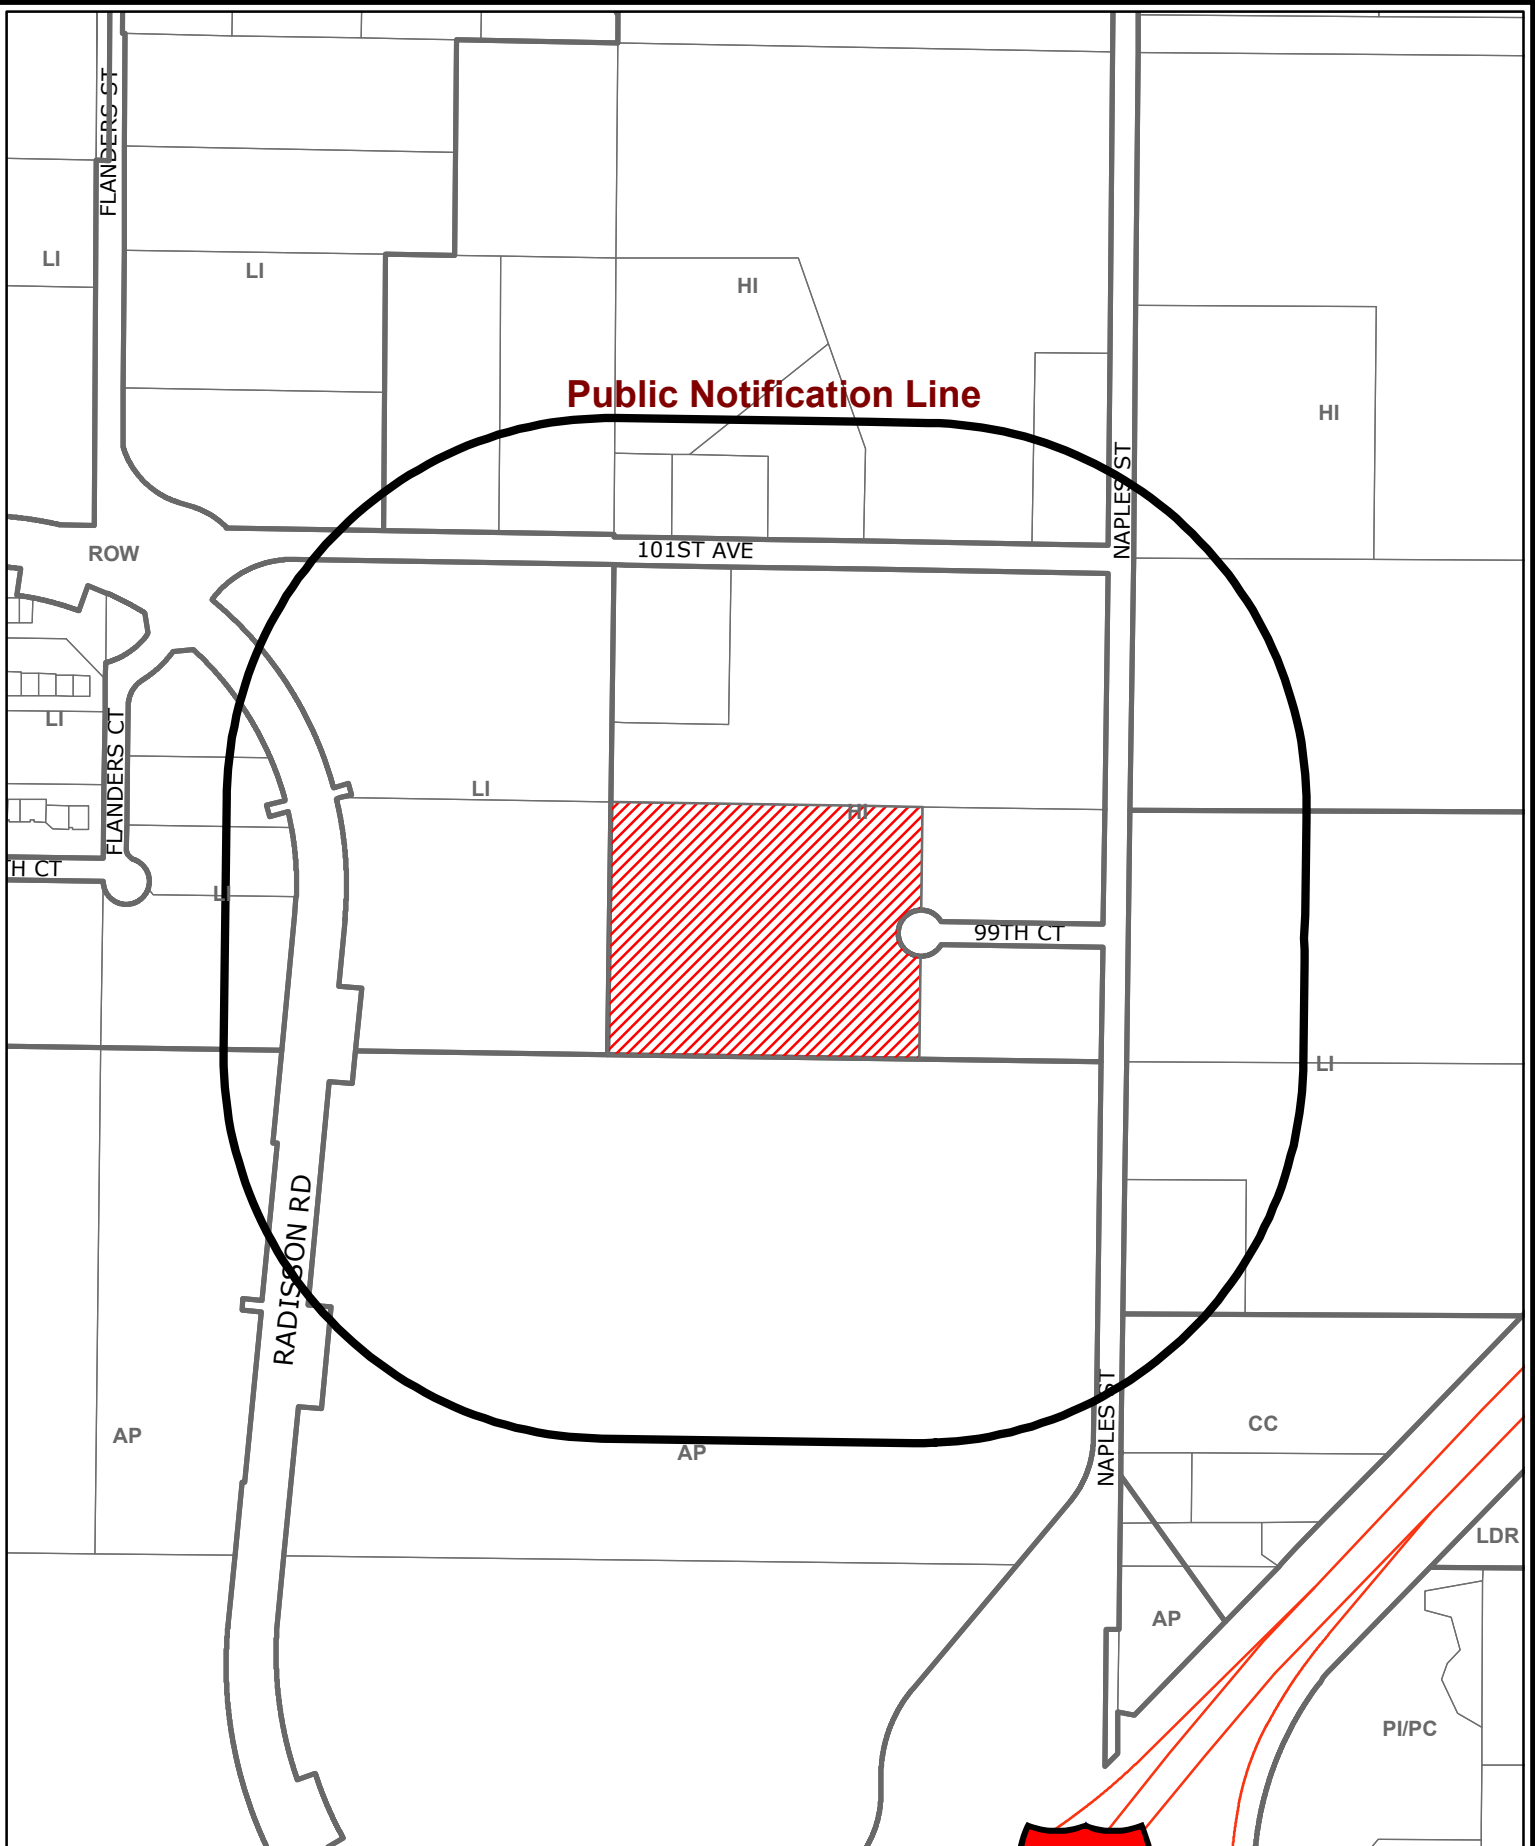 FLANDERS ST
LI
LI
HI
Public Notification Line
HI
NAPLES ST
101ST AVE
ROW
LI
FLANDERS CT
LI
HI
TH CT
LI
99TH CT
LI
RADISSON RD
NAPLES ST
CC
AP
AP
LDR
AP
PI/PC